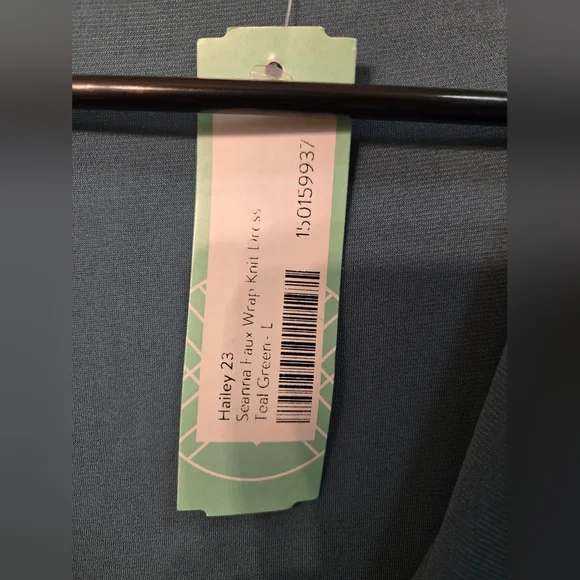 Hailey 23
Seanna Faux Wrap Knit Dress
Teal Green - L
150159937